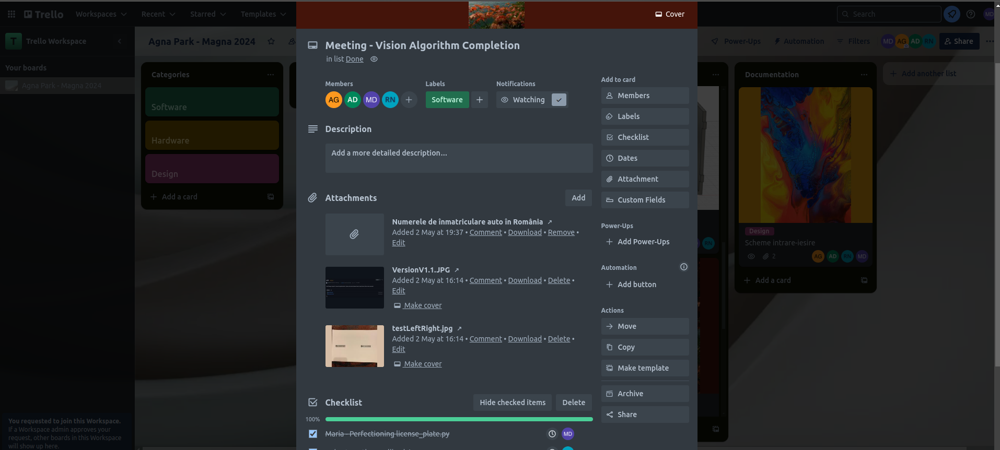 Trello
Workspaces
Recent
Starred
Templates
Cover
Search
MD
T
Trello Workspace
Agna Park - Magna 2024
Power-Ups
Automation
Filters
MD
AG
AD
RN
Share
Your boards
Agna Park - Magna 2024
Categories
Software
Hardware
Design
Add a card
Meeting - Vision Algorithm Completion
in list Done
Members
AG
AD
MD
RN
Labels
Software
Notifications
Watching
Description
Add a more detailed description...
Attachments
Add
Numerele de înmatriculare auto în România ↗
Added 2 May at 19:37 • Comment • Download • Remove •
Edit
VersionV1.1.JPG ↗
Added 2 May at 16:14 • Comment • Download • Delete •
Edit
Make cover
testLeftRight.jpg ↗
Added 2 May at 16:14 • Comment • Download • Delete •
Edit
Make cover
Checklist
Hide checked items
Delete
100%
Maria - Perfectioning license_plate.py
MD
Add to card
Members
Labels
Checklist
Dates
Attachment
Custom Fields
Power-Ups
Add Power-Ups
Automation
Add button
Actions
Move
Copy
Make template
Archive
Share
RN
Documentation
Design
Scheme intrare-iesire
2
AG
AD
RN
MD
Add a card
Add another list
You requested to join this Workspace.
If a Workspace admin approves your
request, other boards in this Workspace
will show up here.